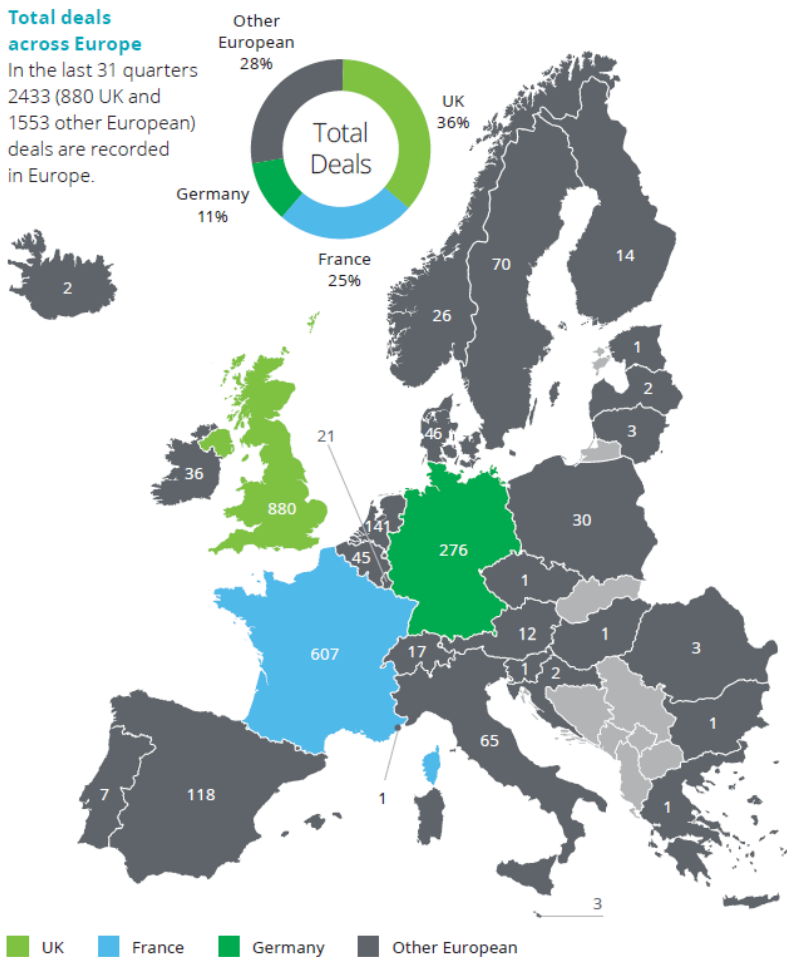 Total deals
across Europe
In the last 31 quarters
2433 (880 UK and
1553 other European)
deals are recorded
in Europe.
Other
European
28%
UK
36%
Total
Deals
Germany
11%
France
25%
2
70
14
26
1
2
3
46
21
36
880
141
45
276
30
1
12
1
17
1
2
3
607
1
65
7
118
1
1
3
UK
France
Germany
Other European